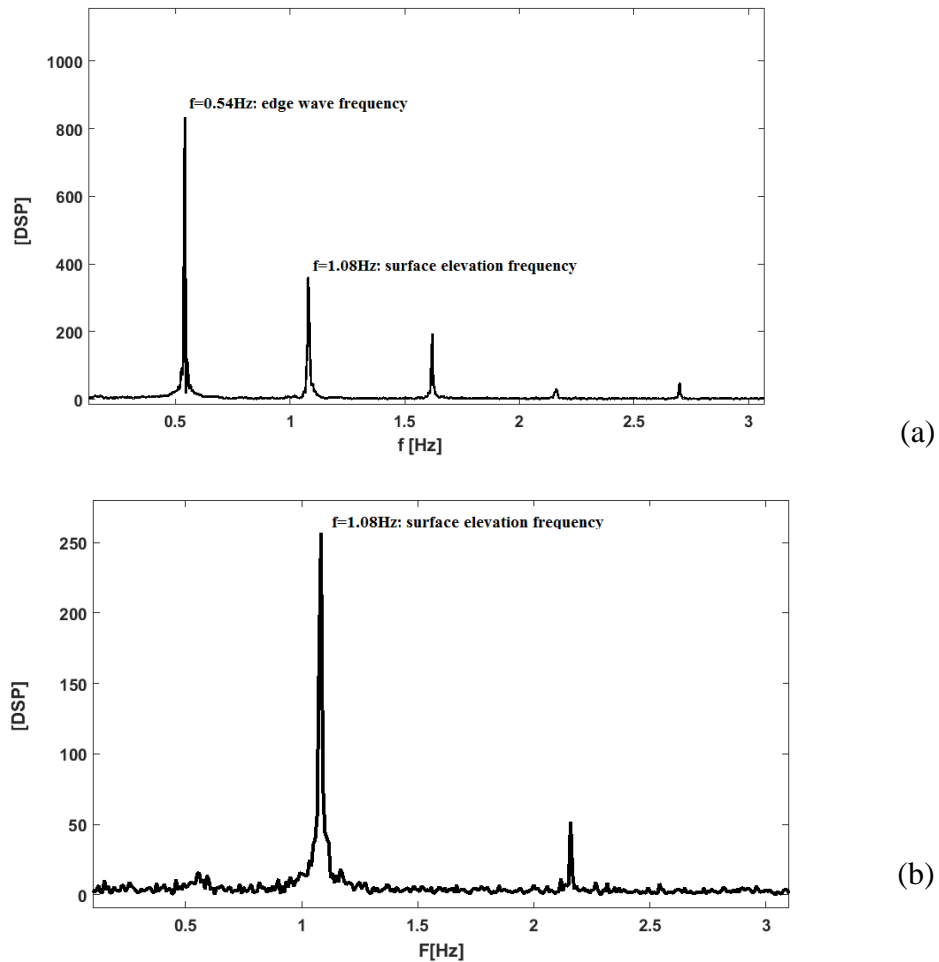 1000
f=0.54Hz: edge wave frequency
800
600
[DSP]
f=1.08Hz: surface elevation frequency
400
200
0
0.5 1 1.5 2 2.5 3
f [Hz]
(a)
f=1.08Hz: surface elevation frequency
250
200
150
[DSP]
100
50
(b)
0
0.5 1 1.5 2 2.5 3
F[Hz]